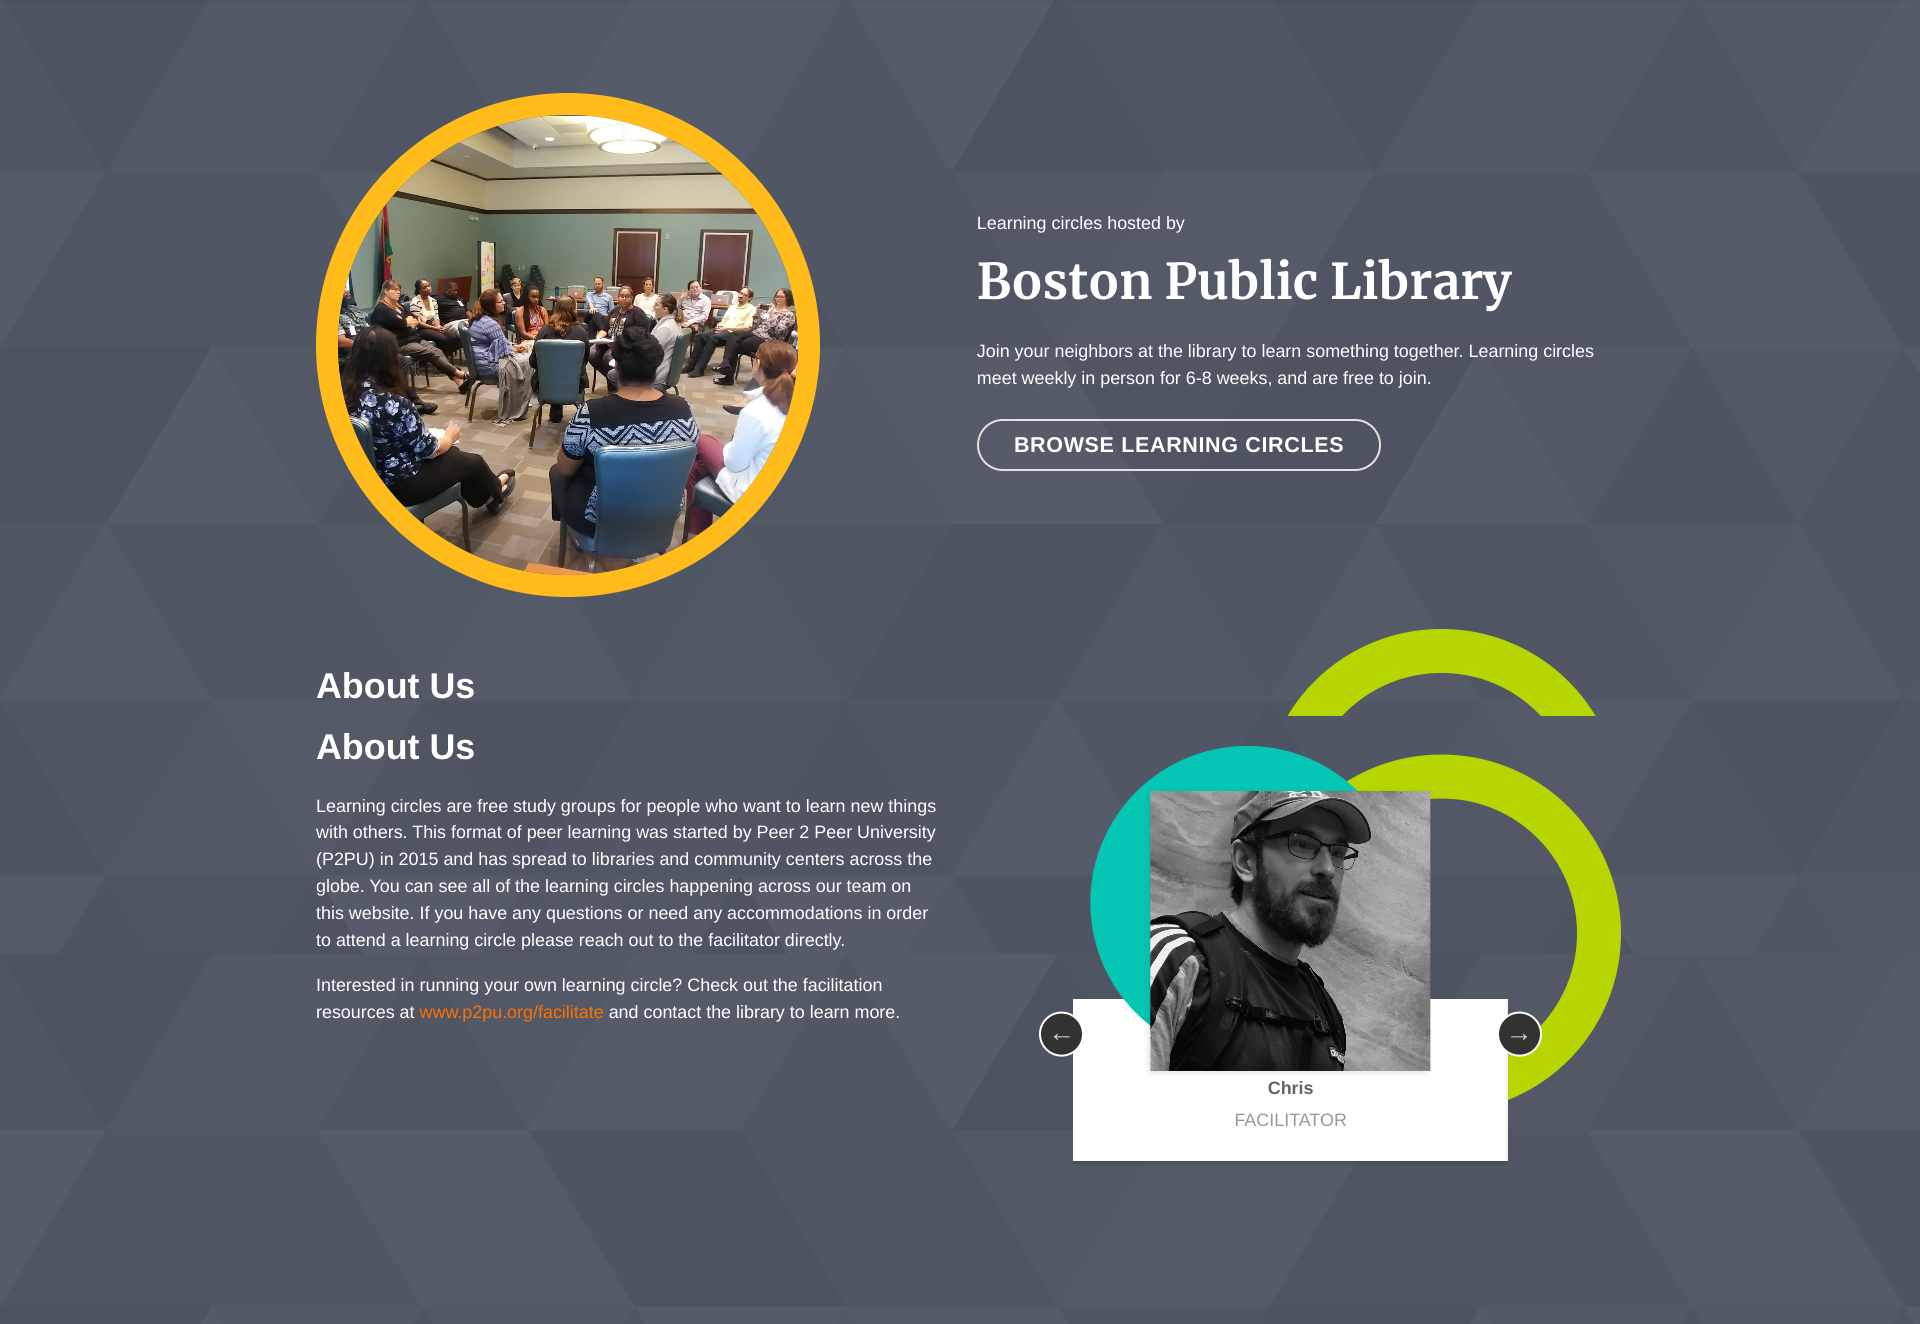 Learning circles hosted by
Boston Public Library
Join your neighbors at the library to learn something together. Learning circles
meet weekly in person for 6-8 weeks, and are free to join.
BROWSE LEARNING CIRCLES
About Us
About Us
Learning circles are free study groups for people who want to learn new things
with others. This format of peer learning was started by Peer 2 Peer University
(P2PU) in 2015 and has spread to libraries and community centers across the
globe. You can see all of the learning circles happening across our team on
this website. If you have any questions or need any accommodations in order
to attend a learning circle please reach out to the facilitator directly.
Interested in running your own learning circle? Check out the facilitation
resources at www.p2pu.org/facilitate and contact the library to learn more.
← →
Chris
FACILITATOR